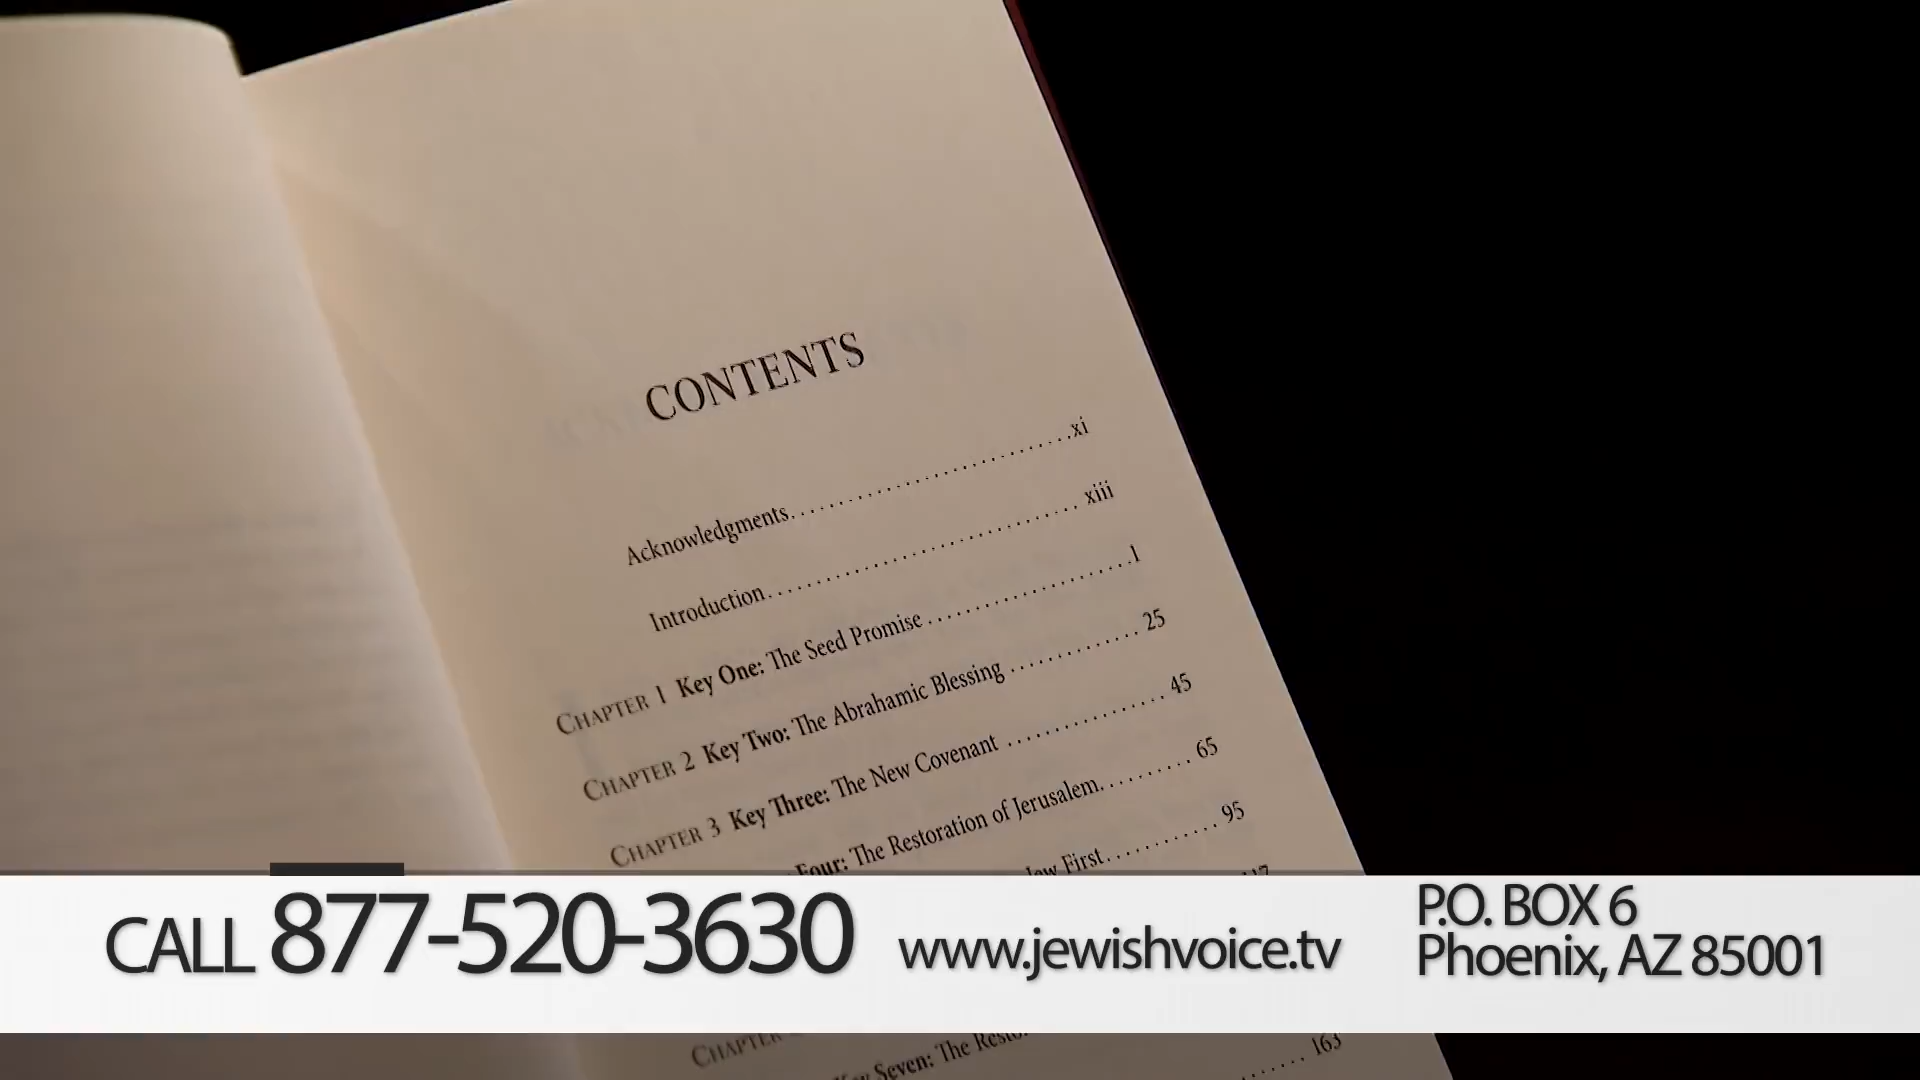 CONTENTS
Acknowledgments. . . . . . . . . . . . . . . . . . . . . . . . . . . . . . . .xi
Introduction. . . . . . . . . . . . . . . . . . . . . . . . . . . . . . . . . . . xiii
CHAPTER 1 Key One: The Seed Promise . . . . . . . . . . . . . . . . . . . . . . .1
CHAPTER 2 Key Two: The Abrahamic Blessing . . . . . . . . . . . . . . 25
CHAPTER 3 Key Three: The New Covenant . . . . . . . . . . . . . . . . . 45
Four: The Restoration of Jerusalem. . . . . . . . . . 65
Jew First. . . . . . . . . . . 95
CALL 877-520-3630
www.jewishvoice.tv
P.O. BOX 6
Phoenix, AZ 85001
CHAPTER
Key Seven: The
. . . . . . 163